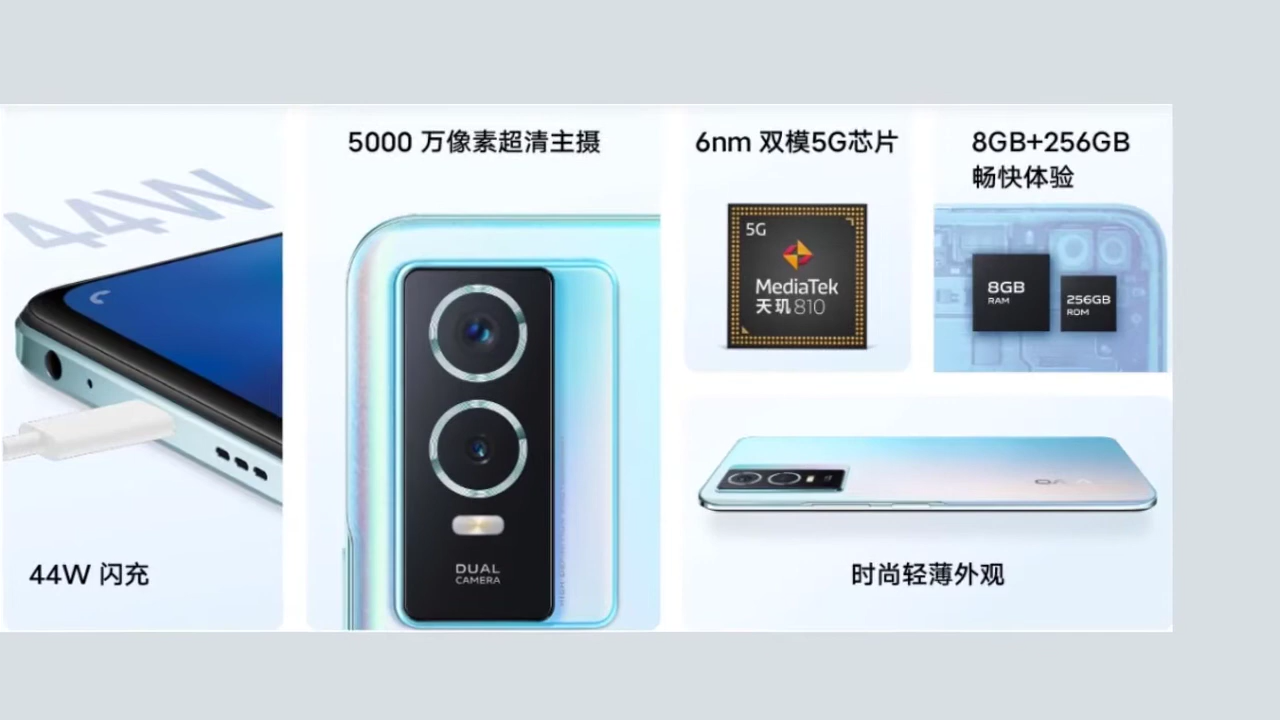 44W
44W 闪充
5000 万像素超清主摄
DUAL
CAMERA
6nm 双模5G芯片
5G
MediaTek
天玑810
8GB+256GB
畅快体验
8GB
RAM
256GB
ROM
vivo
时尚轻薄外观